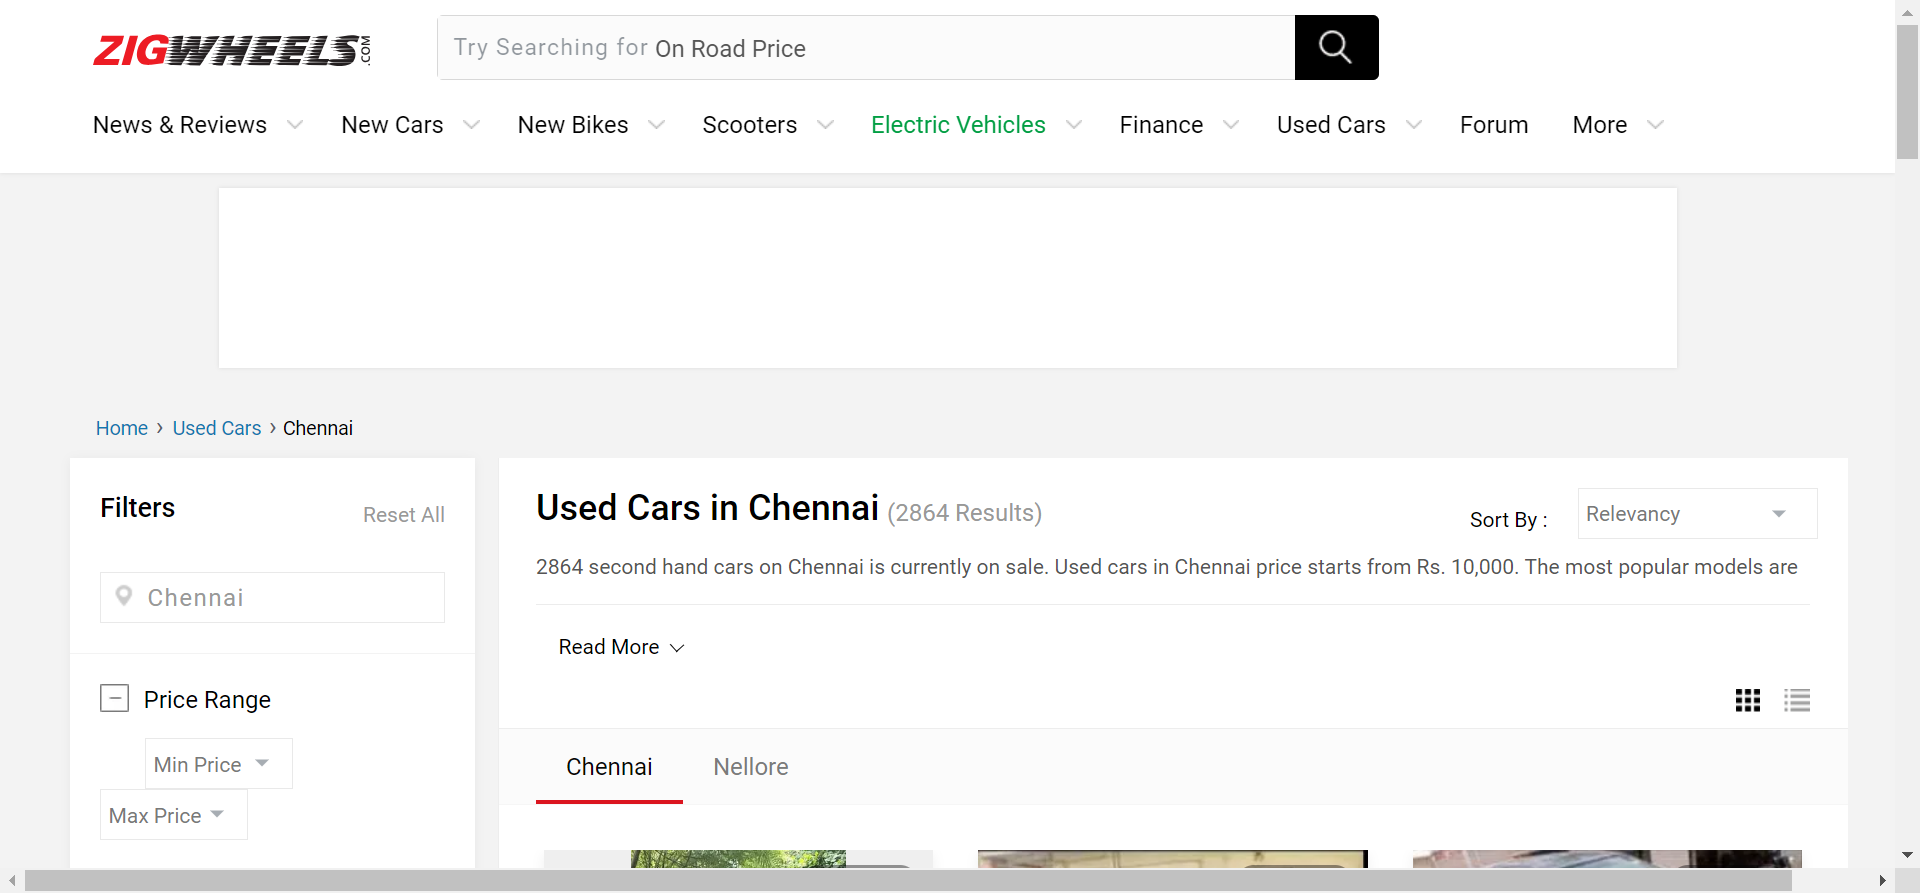 ZIGWHEELS.COM
Try Searching for On Road Price
News & Reviews New Cars New Bikes Scooters Electric Vehicles Finance Used Cars Forum More
Home › Used Cars › Chennai
Filters
Reset All
Chennai
Price Range
Min Price
Max Price
Used Cars in Chennai (2864 Results)
Sort By :
Relevancy
2864 second hand cars on Chennai is currently on sale. Used cars in Chennai price starts from Rs. 10,000. The most popular models are
Read More
Chennai Nellore